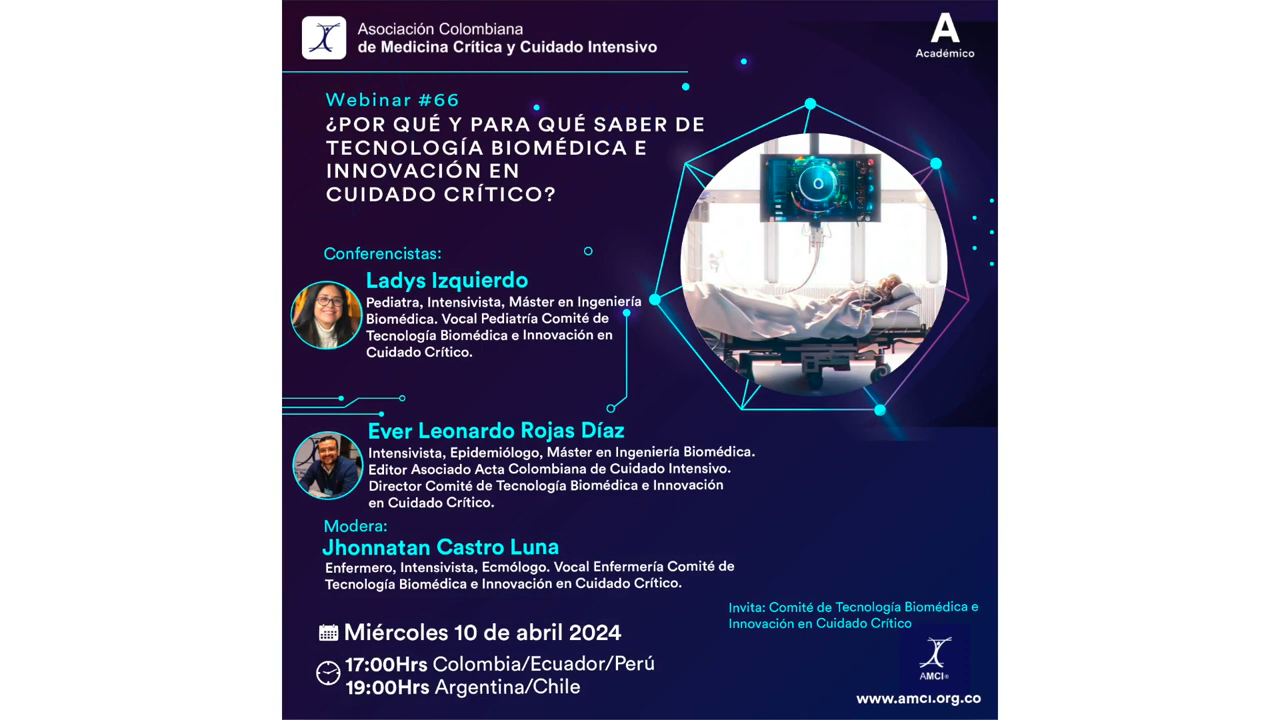 Asociación Colombiana
de Medicina Crítica y Cuidado Intensivo
A
Académico
Webinar #66
¿POR QUÉ Y PARA QUÉ SABER DE
TECNOLOGÍA BIOMÉDICA E
INNOVACIÓN EN
CUIDADO CRÍTICO?
Conferencistas:
Ladys Izquierdo
Pediatra, Intensivista, Máster en Ingeniería
Biomédica. Vocal Pediatría Comité de
Tecnología Biomédica e Innovación en
Cuidado Crítico.
Ever Leonardo Rojas Díaz
Intensivista, Epidemiólogo, Máster en Ingeniería Biomédica.
Editor Asociado Acta Colombiana de Cuidado Intensivo.
Director Comité de Tecnología Biomédica e Innovación
en Cuidado Crítico.
Modera:
Jhonnatan Castro Luna
Enfermero, Intensivista, Ecmólogo. Vocal Enfermería Comité de
Tecnología Biomédica e Innovación en Cuidado Crítico.
Miércoles 10 de abril 2024
17:00Hrs Colombia/Ecuador/Perú
19:00Hrs Argentina/Chile
Invita: Comité de Tecnología Biomédica e
Innovación en Cuidado Crítico
AMCI®
www.amci.org.co